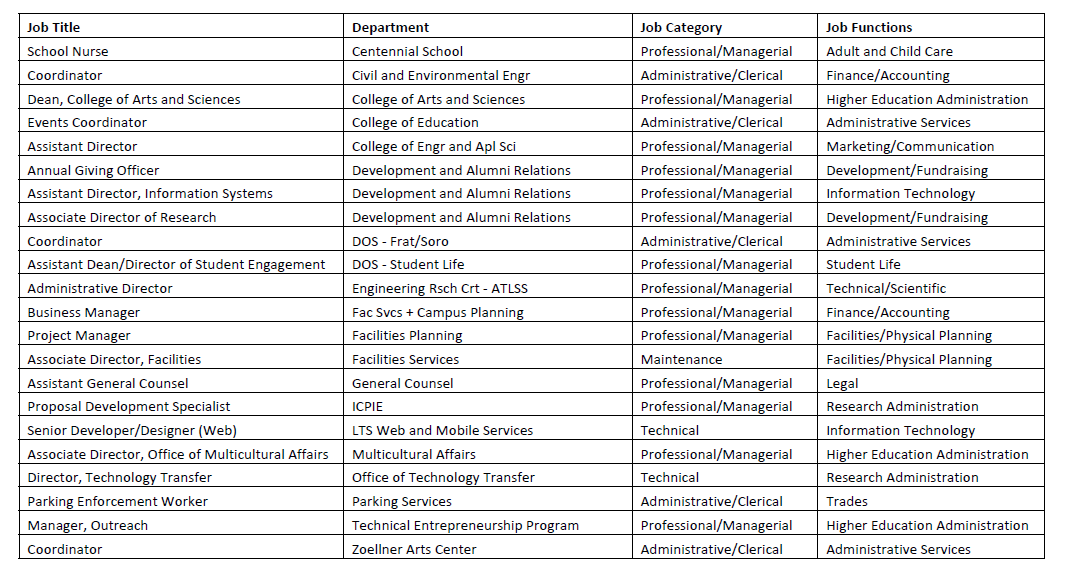 Job Title Department Job Category Job Functions
School Nurse Centennial School Professional/Managerial Adult and Child Care
Coordinator Civil and Environmental Engr Administrative/Clerical Finance/Accounting
Dean, College of Arts and Sciences College of Arts and Sciences Professional/Managerial Higher Education Administration
Events Coordinator College of Education Administrative/Clerical Administrative Services
Assistant Director College of Engr and Apl Sci Professional/Managerial Marketing/Communication
Annual Giving Officer Development and Alumni Relations Professional/Managerial Development/Fundraising
Assistant Director, Information Systems Development and Alumni Relations Professional/Managerial Information Technology
Associate Director of Research Development and Alumni Relations Professional/Managerial Development/Fundraising
Coordinator DOS - Frat/Soro Administrative/Clerical Administrative Services
Assistant Dean/Director of Student Engagement DOS - Student Life Professional/Managerial Student Life
Administrative Director Engineering Rsch Crt - ATLSS Professional/Managerial Technical/Scientific
Business Manager Fac Svcs + Campus Planning Professional/Managerial Finance/Accounting
Project Manager Facilities Planning Professional/Managerial Facilities/Physical Planning
Associate Director, Facilities Facilities Services Maintenance Facilities/Physical Planning
Assistant General Counsel General Counsel Professional/Managerial Legal
Proposal Development Specialist ICPIE Professional/Managerial Research Administration
Senior Developer/Designer (Web) LTS Web and Mobile Services Technical Information Technology
Associate Director, Office of Multicultural Affairs Multicultural Affairs Professional/Managerial Higher Education Administration
Director, Technology Transfer Office of Technology Transfer Technical Research Administration
Parking Enforcement Worker Parking Services Administrative/Clerical Trades
Manager, Outreach Technical Entrepreneurship Program Professional/Managerial Higher Education Administration
Coordinator Zoellner Arts Center Administrative/Clerical Administrative Services